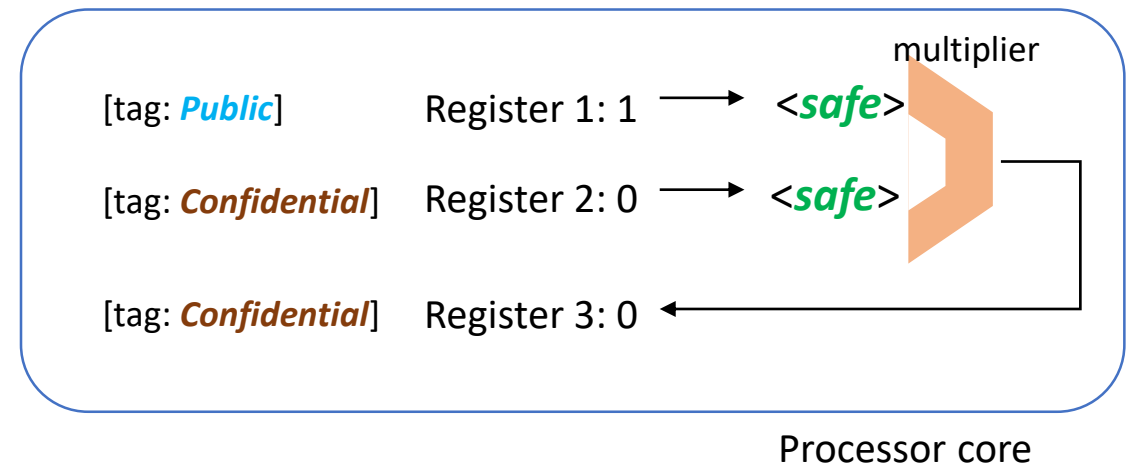 multiplier
[tag: Public] Register 1: 1 <safe>
[tag: Confidential] Register 2: 0 <safe>
[tag: Confidential] Register 3: 0
Processor core